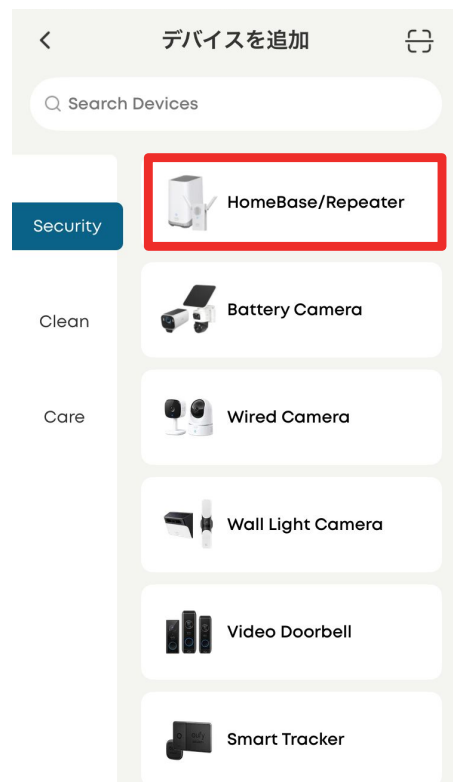 デバイスを追加
Search Devices
Security
Clean
Care
HomeBase/Repeater
Battery Camera
Wired Camera
Wall Light Camera
Video Doorbell
Smart Tracker
eufy